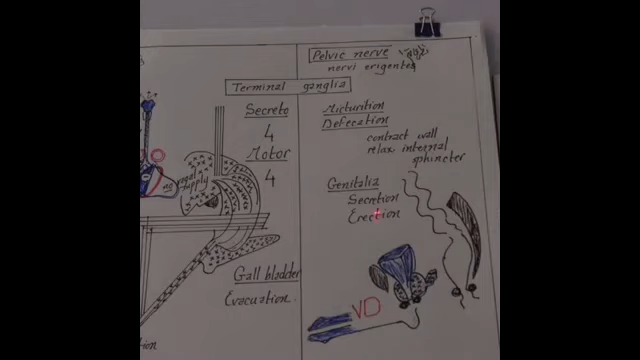 Pelvic nerve
nervi erigentes
Terminal ganglia
Secreto
4
Motor
4
Gall bladder
Evacuation.
Micturition
Defecation
contract wall
relax internal
sphincter
Genitalia
Secretion
Erection
VD
supply